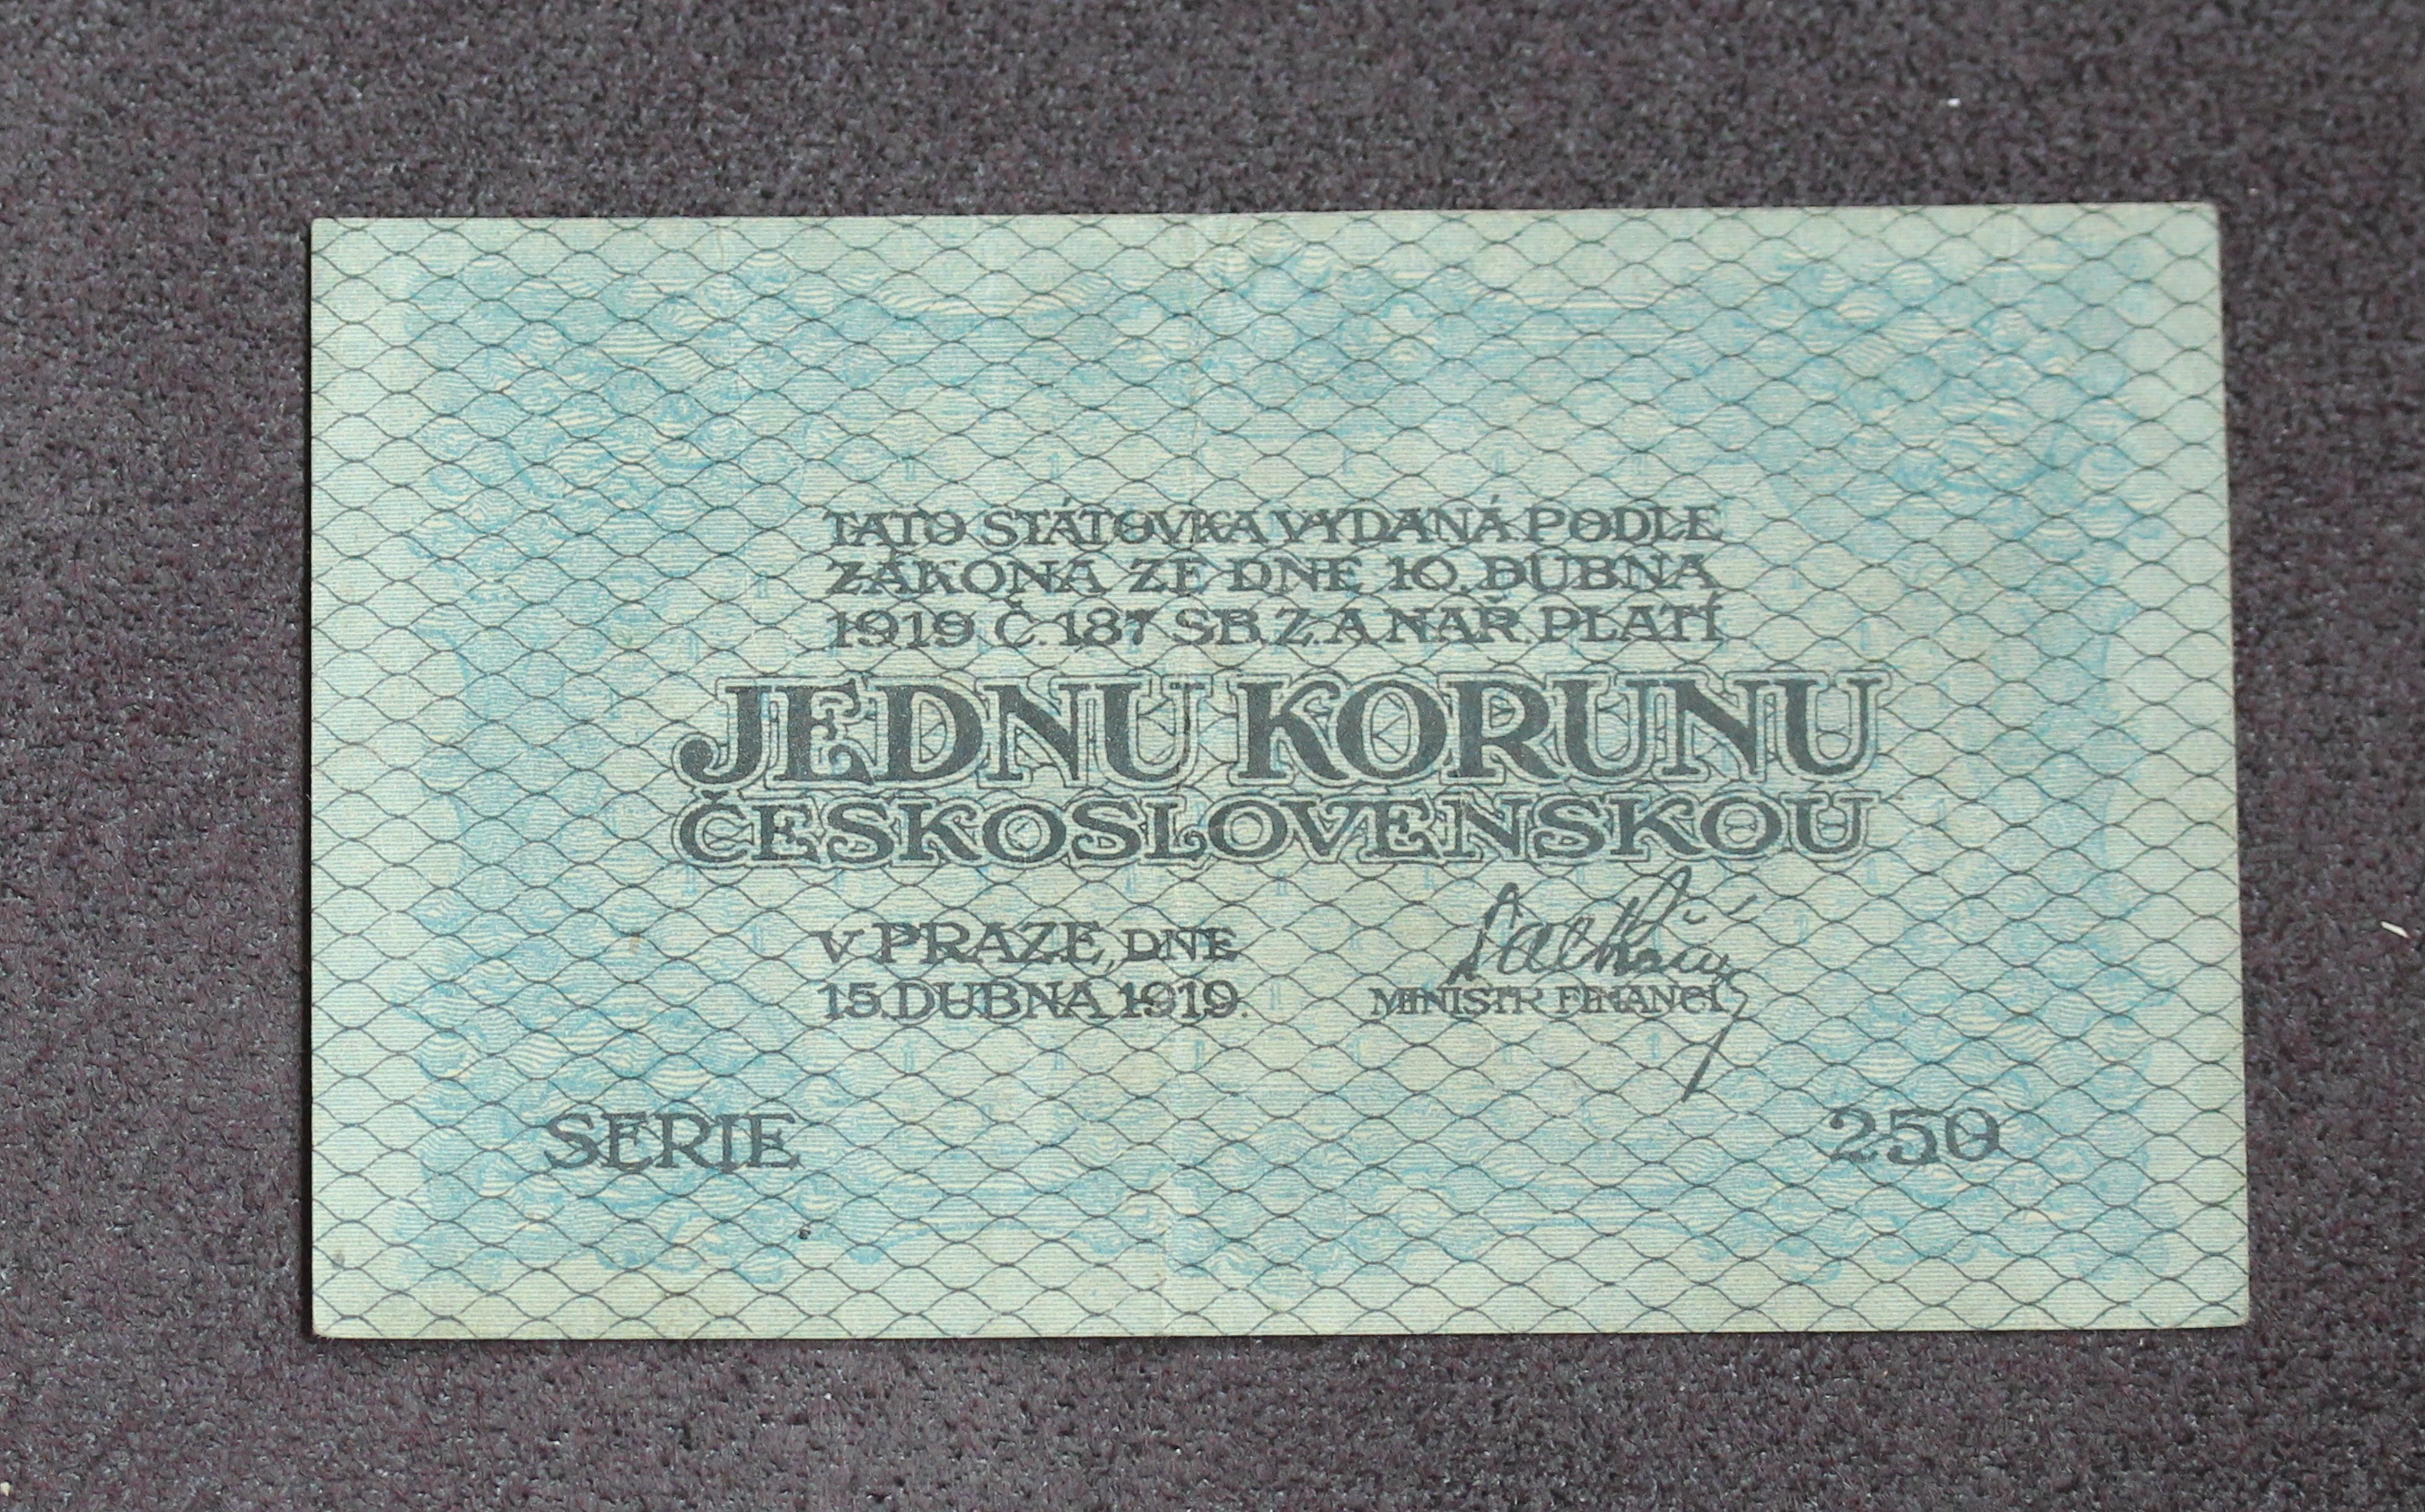 TATO STÁTOVKA VYDANÁ PODLE
ZÁKONA ZE DNE 10. DUBNA
1919 Č. 187 SB. Z. A NAŘ. PLATÍ
JEDNU KORUNU
ČESKOSLOVENSKOU
V PRAZE, DNE
15. DUBNA 1919.
MINISTR FINANCÍ
SERIE
250